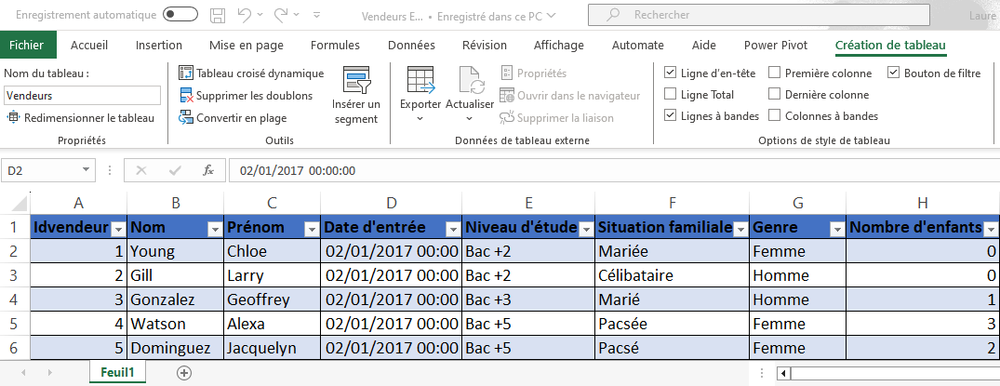 Enregistrement automatique Vendeurs E... • Enregistré dans ce PC Rechercher Laure
Fichier Accueil Insertion Mise en page Formules Données Révision Affichage Automate Aide Power Pivot Création de tableau
Nom du tableau :
Vendeurs
Redimensionner le tableau
Propriétés
Tableau croisé dynamique
Supprimer les doublons
Convertir en plage
Insérer un
segment
Outils
Exporter Actualiser
Propriétés
Ouvrir dans le navigateur
Supprimer la liaison
Données de tableau externe
Ligne d'en-tête Première colonne Bouton de filtre
Ligne Total Dernière colonne
Lignes à bandes Colonnes à bandes
Options de style de tableau
D2 fx 02/01/2017 00:00:00
A B C D E F G H
1 Idvendeur Nom Prénom Date d'entrée Niveau d'étude Situation familiale Genre Nombre d'enfants
2 1 Young Chloe 02/01/2017 00:00 Bac +2 Mariée Femme 0
3 2 Gill Larry 02/01/2017 00:00 Bac +2 Célibataire Homme 0
4 3 Gonzalez Geoffrey 02/01/2017 00:00 Bac +3 Marié Homme 1
5 4 Watson Alexa 02/01/2017 00:00 Bac +5 Pacsée Femme 3
6 5 Dominguez Jacquelyn 02/01/2017 00:00 Bac +5 Pacsé Femme 2
Feuil1